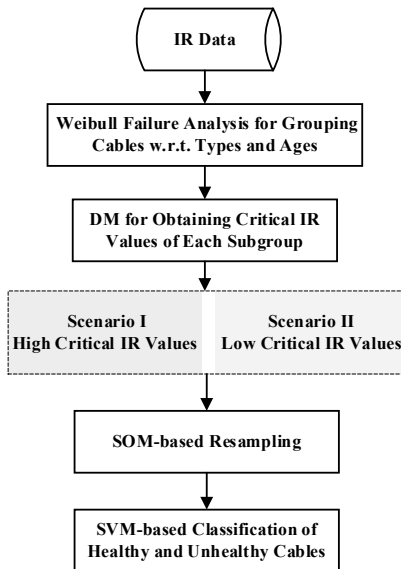 IR Data
Weibull Failure Analysis for Grouping
Cables w.r.t. Types and Ages
DM for Obtaining Critical IR
Values of Each Subgroup
Scenario I
High Critical IR Values
Scenario II
Low Critical IR Values
SOM-based Resampling
SVM-based Classification of
Healthy and Unhealthy Cables